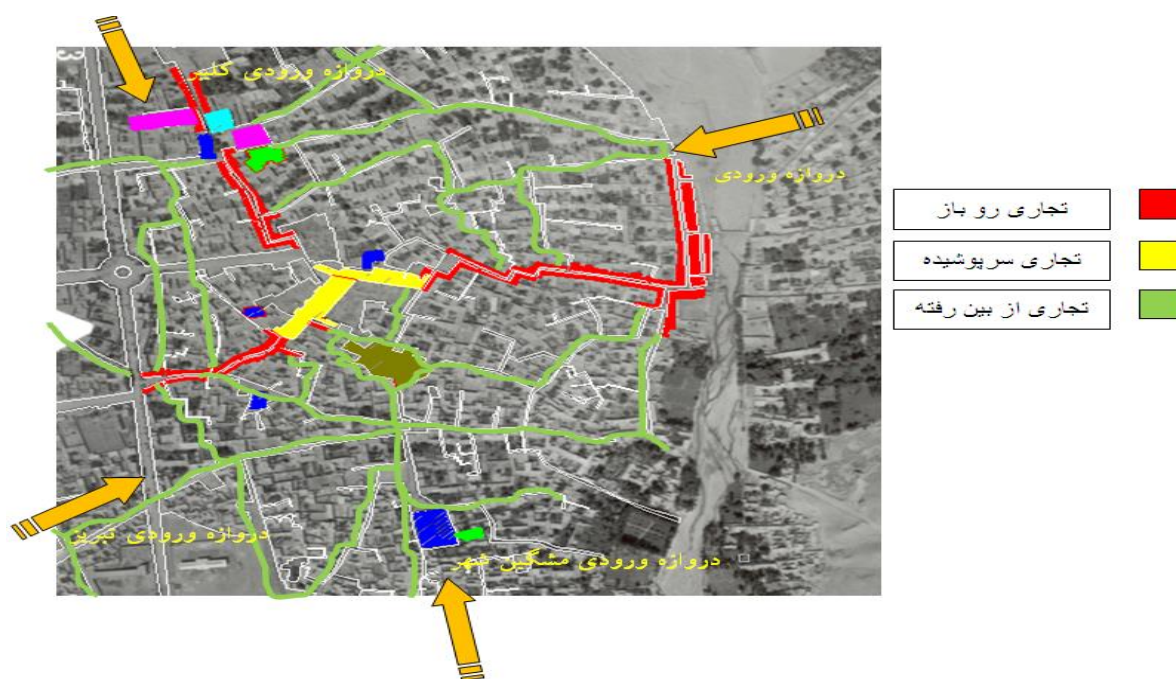 دروازه ورودی کلیبر
دروازه ورودی
دروازه ورودی تبریز
دروازه ورودی مشگین شهر
تجاری رو باز
تجاری سرپوشیده
تجاری از بین رفته